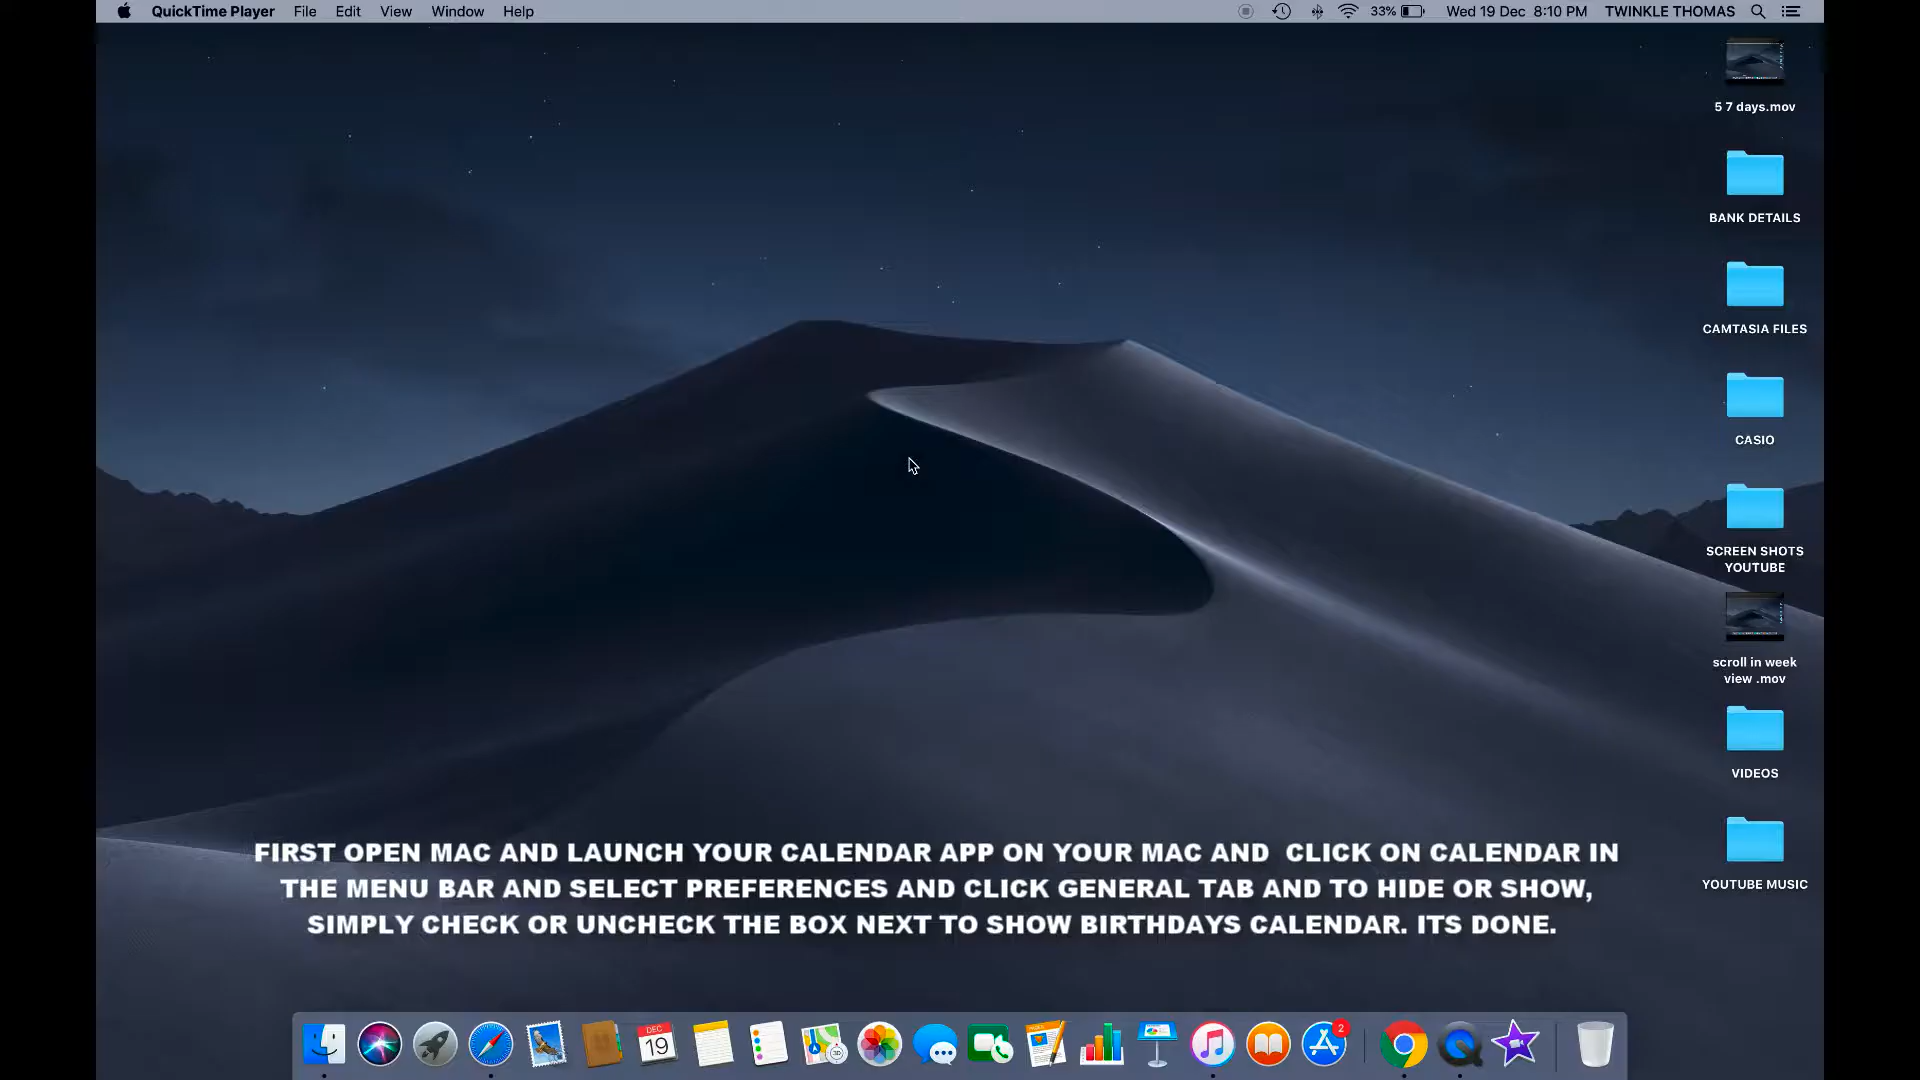 QuickTime Player File Edit View Window Help 33% Wed 19 Dec 8:10 PM TWINKLE THOMAS
5 7 days.mov
BANK DETAILS
CAMTASIA FILES
CASIO
SCREEN SHOTS
YOUTUBE
scroll in week
view .mov
VIDEOS
YOUTUBE MUSIC
FIRST OPEN MAC AND LAUNCH YOUR CALENDAR APP ON YOUR MAC AND CLICK ON CALENDAR IN
THE MENU BAR AND SELECT PREFERENCES AND CLICK GENERAL TAB AND TO HIDE OR SHOW,
SIMPLY CHECK OR UNCHECK THE BOX NEXT TO SHOW BIRTHDAYS CALENDAR. ITS DONE.
DEC
19
3D
PAGES
2